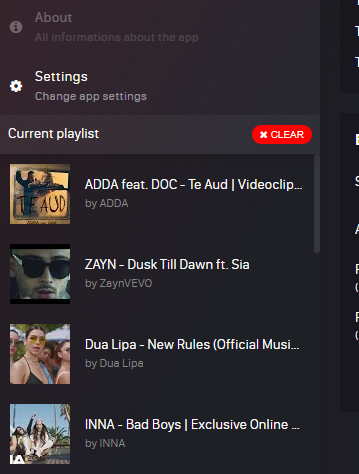 About
All informations about the app
Settings
Change app settings
Current playlist
✖ CLEAR
TE AUD
ADDA feat. DOC - Te Aud | Videoclip...
by ADDA
ZAYN - Dusk Till Dawn ft. Sia
by ZaynVEVO
Dua Lipa - New Rules (Official Musi...
by Dua Lipa
INNA - Bad Boys | Exclusive Online ...
by INNA